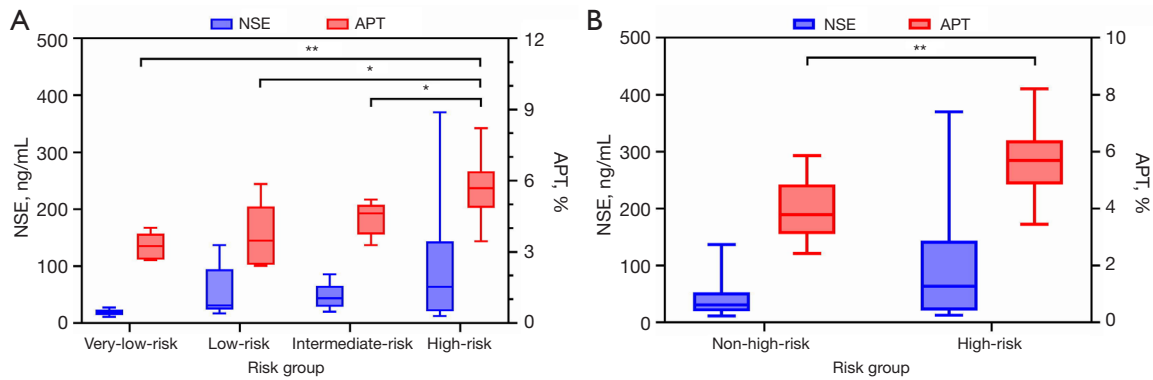 A
NSE APT
500
400
300
200
100
0
NSE, ng/mL
12
9
6
3
0
APT, %
**
*
*
Very-low-risk Low-risk Intermediate-risk High-risk
Risk group
B
NSE APT
500
400
300
200
100
0
NSE, ng/mL
10
8
6
4
2
0
APT, %
**
Non-high-risk High-risk
Risk group